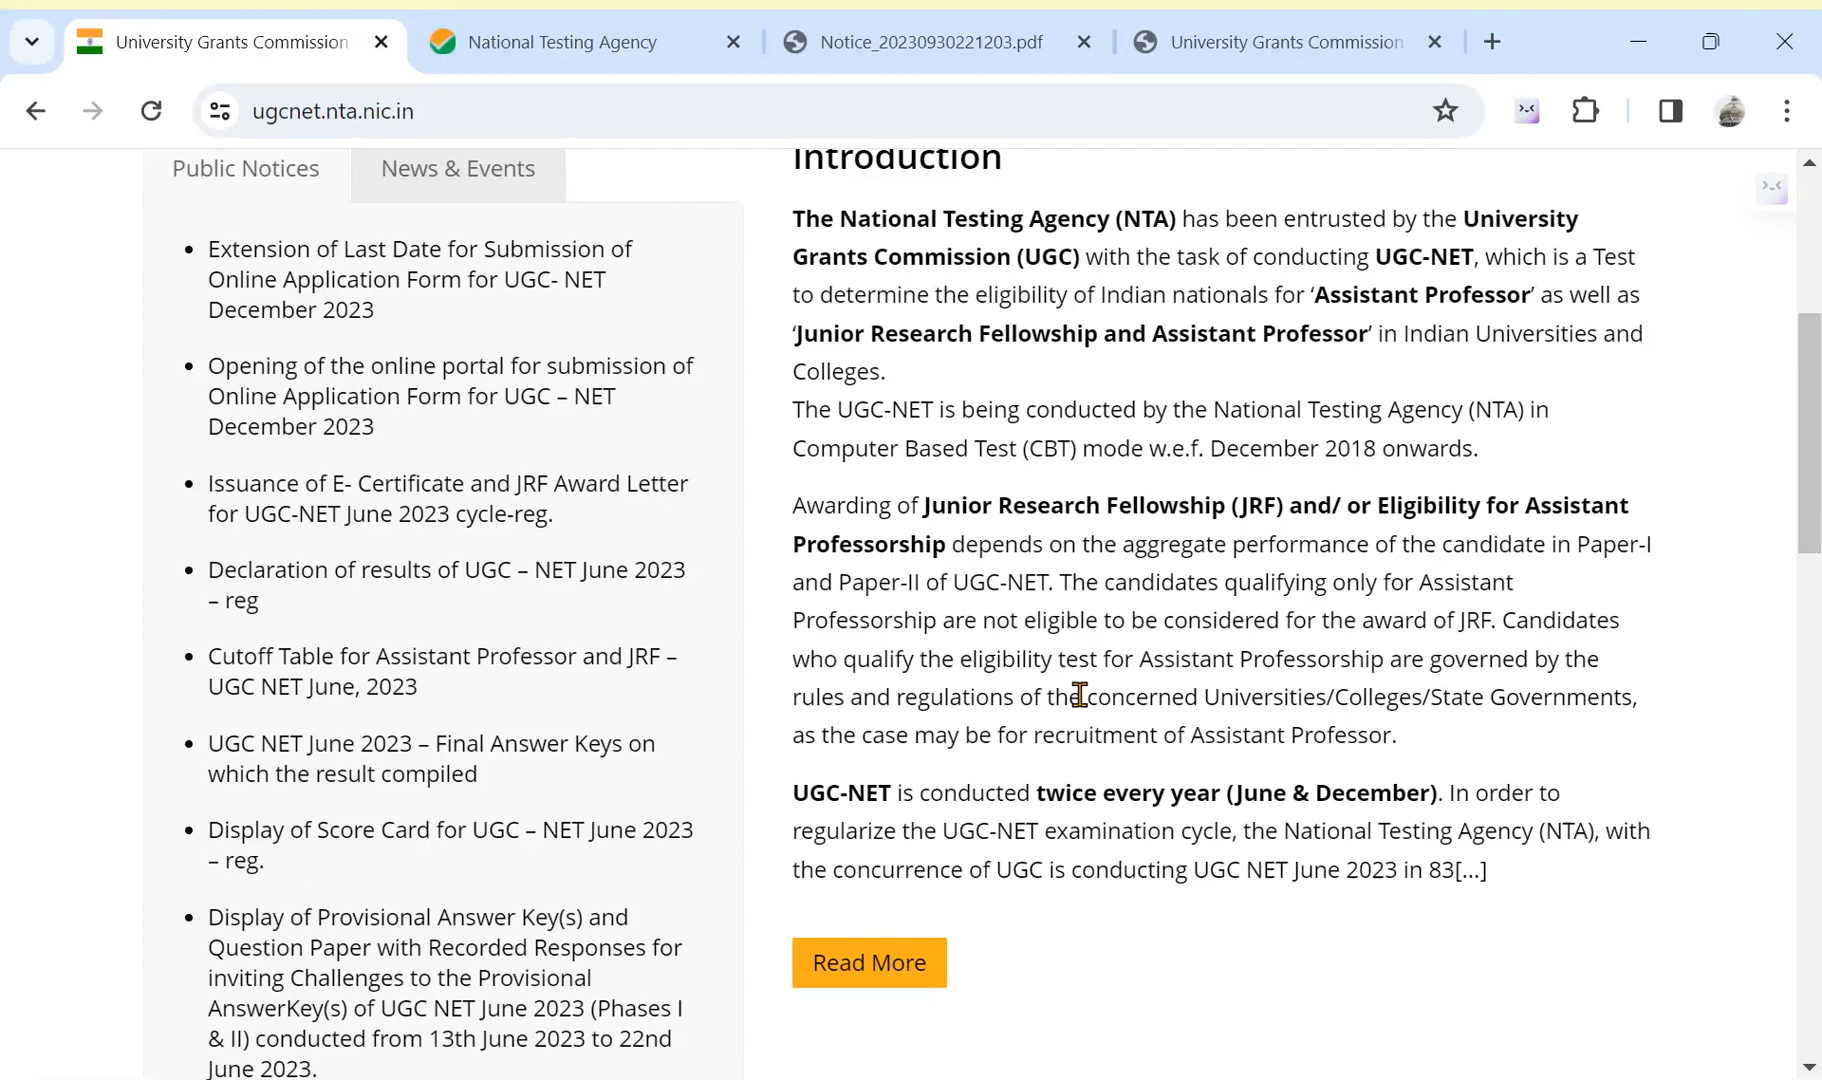 University Grants Commission
National Testing Agency
Notice_20230930221203.pdf
University Grants Commission
ugcnet.nta.nic.in
Public Notices
News & Events
Extension of Last Date for Submission of
Online Application Form for UGC- NET
December 2023
Opening of the online portal for submission of
Online Application Form for UGC – NET
December 2023
Issuance of E- Certificate and JRF Award Letter
for UGC-NET June 2023 cycle-reg.
Declaration of results of UGC – NET June 2023
– reg
Cutoff Table for Assistant Professor and JRF –
UGC NET June, 2023
UGC NET June 2023 – Final Answer Keys on
which the result compiled
Display of Score Card for UGC – NET June 2023
– reg.
Display of Provisional Answer Key(s) and
Question Paper with Recorded Responses for
inviting Challenges to the Provisional
AnswerKey(s) of UGC NET June 2023 (Phases I
& II) conducted from 13th June 2023 to 22nd
June 2023.
Introduction
The National Testing Agency (NTA) has been entrusted by the University
Grants Commission (UGC) with the task of conducting UGC-NET, which is a Test
to determine the eligibility of Indian nationals for ‘Assistant Professor’ as well as
‘Junior Research Fellowship and Assistant Professor’ in Indian Universities and
Colleges.
The UGC-NET is being conducted by the National Testing Agency (NTA) in
Computer Based Test (CBT) mode w.e.f. December 2018 onwards.
Awarding of Junior Research Fellowship (JRF) and/ or Eligibility for Assistant
Professorship depends on the aggregate performance of the candidate in Paper-I
and Paper-II of UGC-NET. The candidates qualifying only for Assistant
Professorship are not eligible to be considered for the award of JRF. Candidates
who qualify the eligibility test for Assistant Professorship are governed by the
rules and regulations of the concerned Universities/Colleges/State Governments,
as the case may be for recruitment of Assistant Professor.
UGC-NET is conducted twice every year (June & December). In order to
regularize the UGC-NET examination cycle, the National Testing Agency (NTA), with
the concurrence of UGC is conducting UGC NET June 2023 in 83[...]
Read More